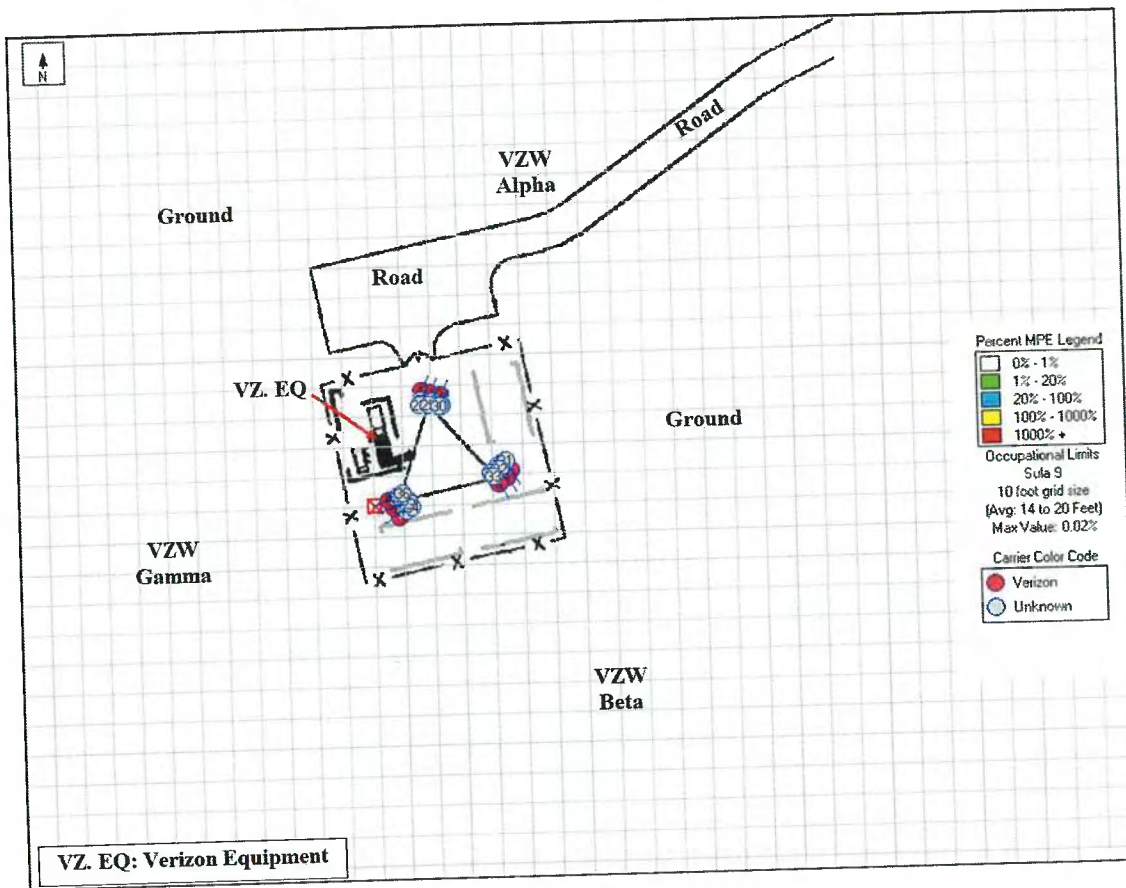 N
VZW
Alpha
Road
Ground
Road
VZ. EQ
Ground
VZW
Gamma
VZW
Beta
Percent MPE Legend
0% - 1%
1% - 20%
20% - 100%
100% - 1000%
1000% +
Occupational Limits
Sula 9
10 foot grid size
(Avg: 14 to 20 Feet)
Max Value: 0.02%
Carrier Color Code
Verizon
Unknown
VZ. EQ: Verizon Equipment